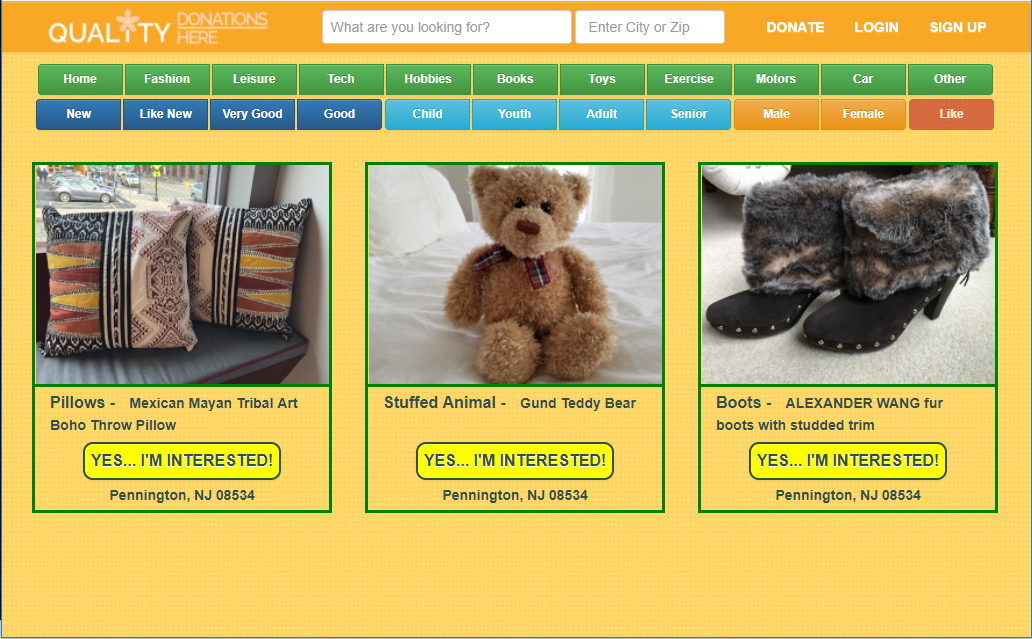 QUALITY DONATIONS HERE
What are you looking for?
Enter City or Zip
DONATE LOGIN SIGN UP
Home Fashion Leisure Tech Hobbies Books Toys Exercise Motors Car Other
New Like New Very Good Good Child Youth Adult Senior Male Female Like
Pillows - Mexican Mayan Tribal Art
Boho Throw Pillow
YES... I'M INTERESTED!
Pennington, NJ 08534
Stuffed Animal - Gund Teddy Bear
YES... I'M INTERESTED!
Pennington, NJ 08534
Boots - ALEXANDER WANG fur
boots with studded trim
YES... I'M INTERESTED!
Pennington, NJ 08534